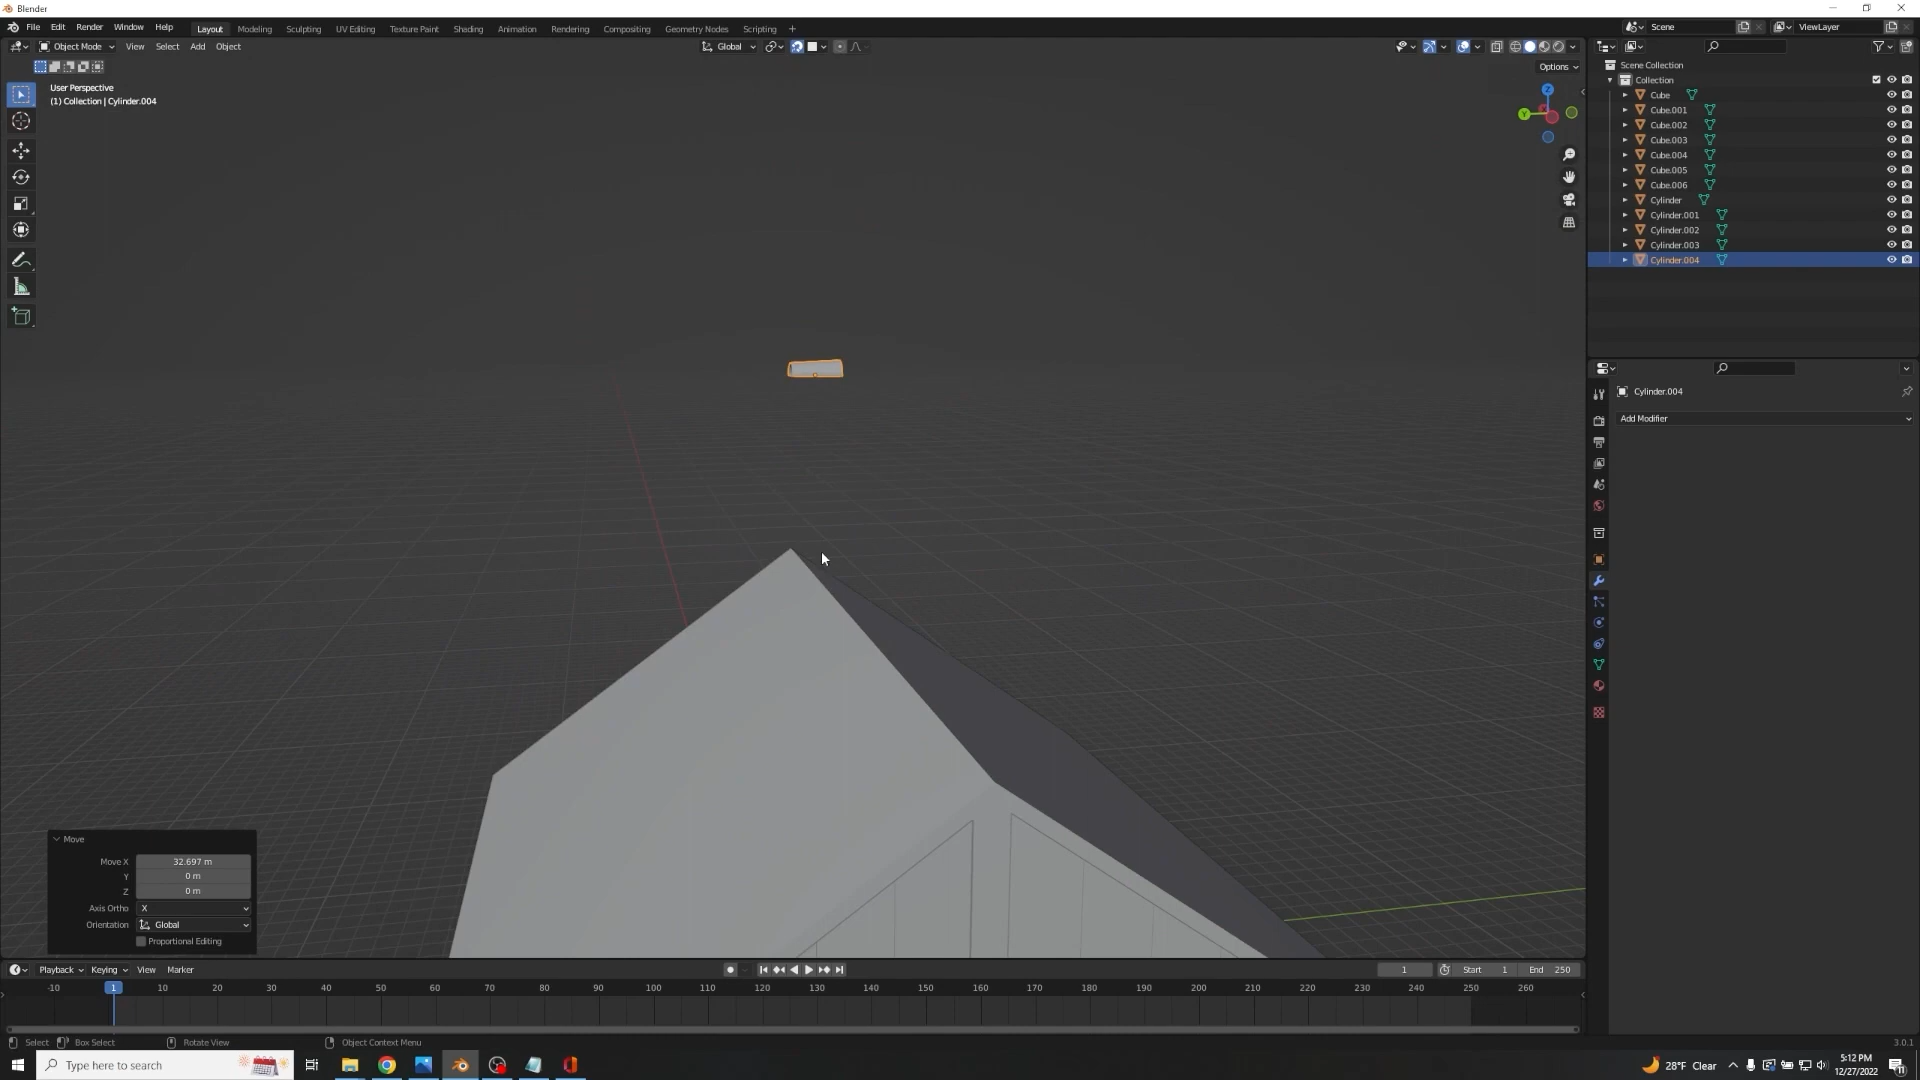 Blender
File Edit Render Window Help
Layout Modeling Sculpting UV Editing Texture Paint Shading Animation Rendering Compositing Geometry Nodes Scripting +
Scene
ViewLayer
Object Mode View Select Add Object
Global
Options
User Perspective
(1) Collection | Cylinder.004
Z
Y
Scene Collection
Collection
Cube
Cube.001
Cube.002
Cube.003
Cube.004
Cube.005
Cube.006
Cylinder
Cylinder.001
Cylinder.002
Cylinder.003
Cylinder.004
Cylinder.004
Add Modifier
Move
Move X 32.697 m
Y 0 m
Z 0 m
Axis Ortho X
Orientation Global
Proportional Editing
Playback Keying View Marker
1 Start 1 End 250
-10 1 10 20 30 40 50 60 70 80 90 100 110 120 130 140 150 160 170 180 190 200 210 220 230 240 250 260
Select Box Select Rotate View Object Context Menu 3.0.1
Type here to search
28°F Clear
5:12 PM
12/27/2022